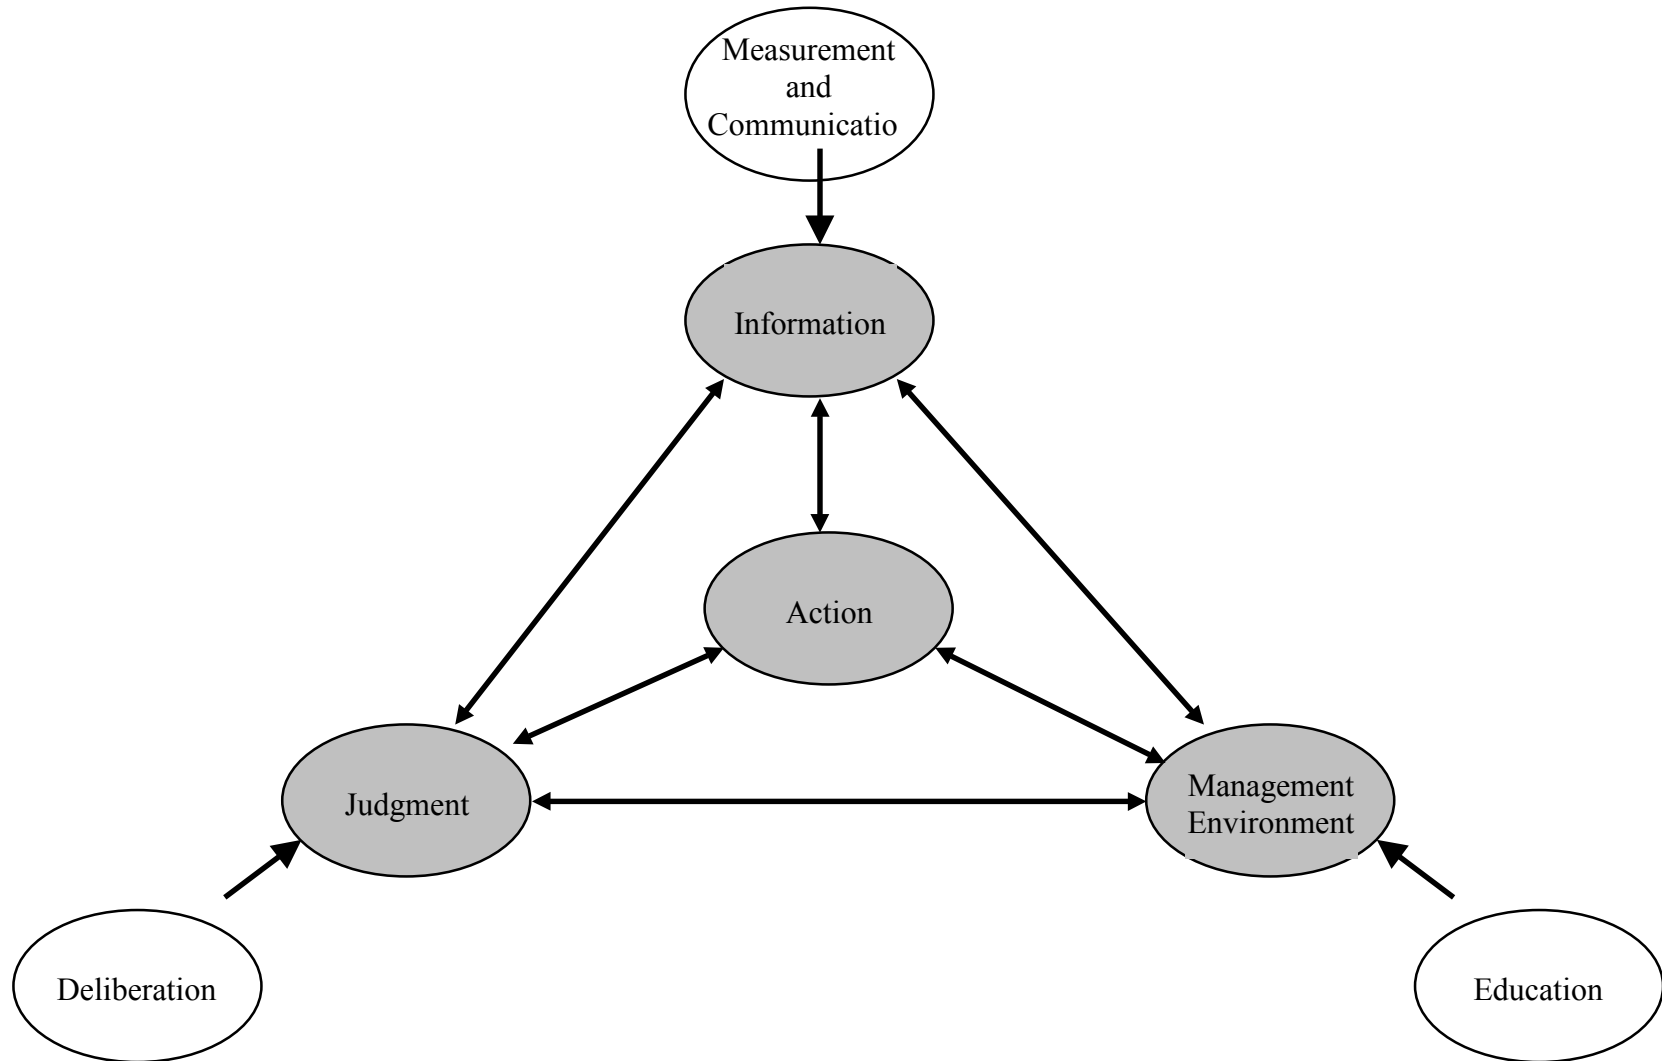 Measurement
and
Communicatio
Information
Action
Judgment
Management
Environment
Deliberation
Education